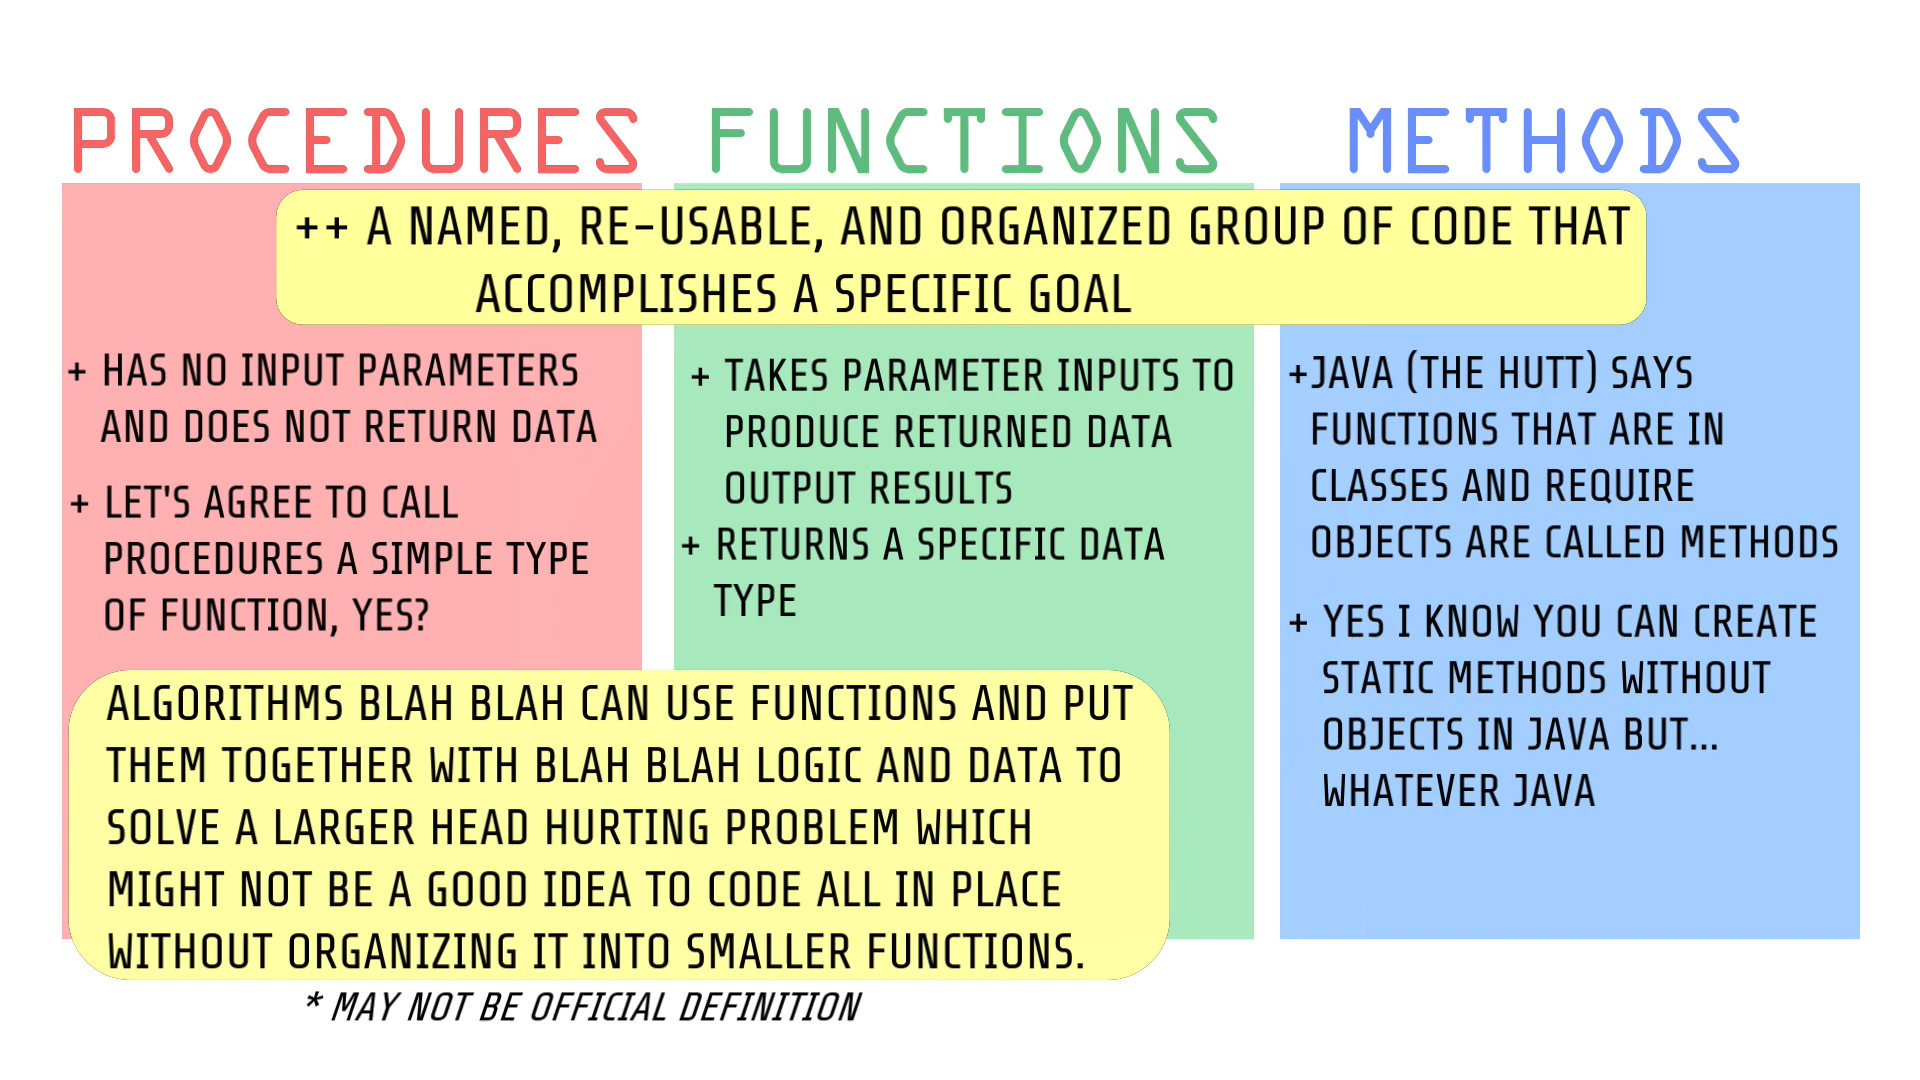 PROCEDURES
FUNCTIONS
METHODS
++ A NAMED, RE-USABLE, AND ORGANIZED GROUP OF CODE THAT
ACCOMPLISHES A SPECIFIC GOAL
+ HAS NO INPUT PARAMETERS
AND DOES NOT RETURN DATA
+ LET'S AGREE TO CALL
PROCEDURES A SIMPLE TYPE
OF FUNCTION, YES?
+ TAKES PARAMETER INPUTS TO
PRODUCE RETURNED DATA
OUTPUT RESULTS
+ RETURNS A SPECIFIC DATA
TYPE
+JAVA (THE HUTT) SAYS
FUNCTIONS THAT ARE IN
CLASSES AND REQUIRE
OBJECTS ARE CALLED METHODS
+ YES I KNOW YOU CAN CREATE
STATIC METHODS WITHOUT
OBJECTS IN JAVA BUT...
WHATEVER JAVA
ALGORITHMS BLAH BLAH CAN USE FUNCTIONS AND PUT
THEM TOGETHER WITH BLAH BLAH LOGIC AND DATA TO
SOLVE A LARGER HEAD HURTING PROBLEM WHICH
MIGHT NOT BE A GOOD IDEA TO CODE ALL IN PLACE
WITHOUT ORGANIZING IT INTO SMALLER FUNCTIONS.
* MAY NOT BE OFFICIAL DEFINITION